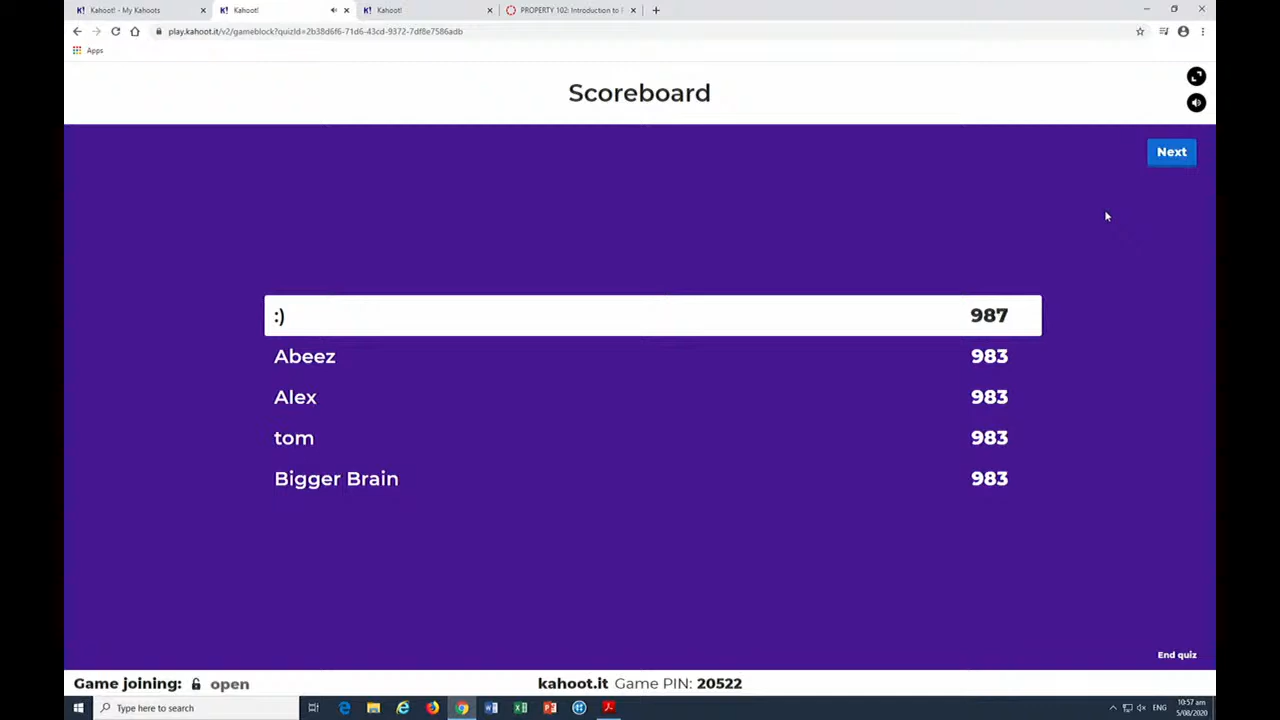 Kahoot! - My Kahoots
Kahoot!
Kahoot!
PROPERTY 102: Introduction to
play.kahoot.it/v2/gameblock?quizId=2b38d6f6-71d6-43cd-9372-7df8e7586adb
Apps
Scoreboard
Next
:) 987
Abeez 983
Alex 983
tom 983
Bigger Brain 983
End quiz
Game joining: open
kahoot.it Game PIN: 20522
Type here to search
ENG
10:57 am
5/08/2020